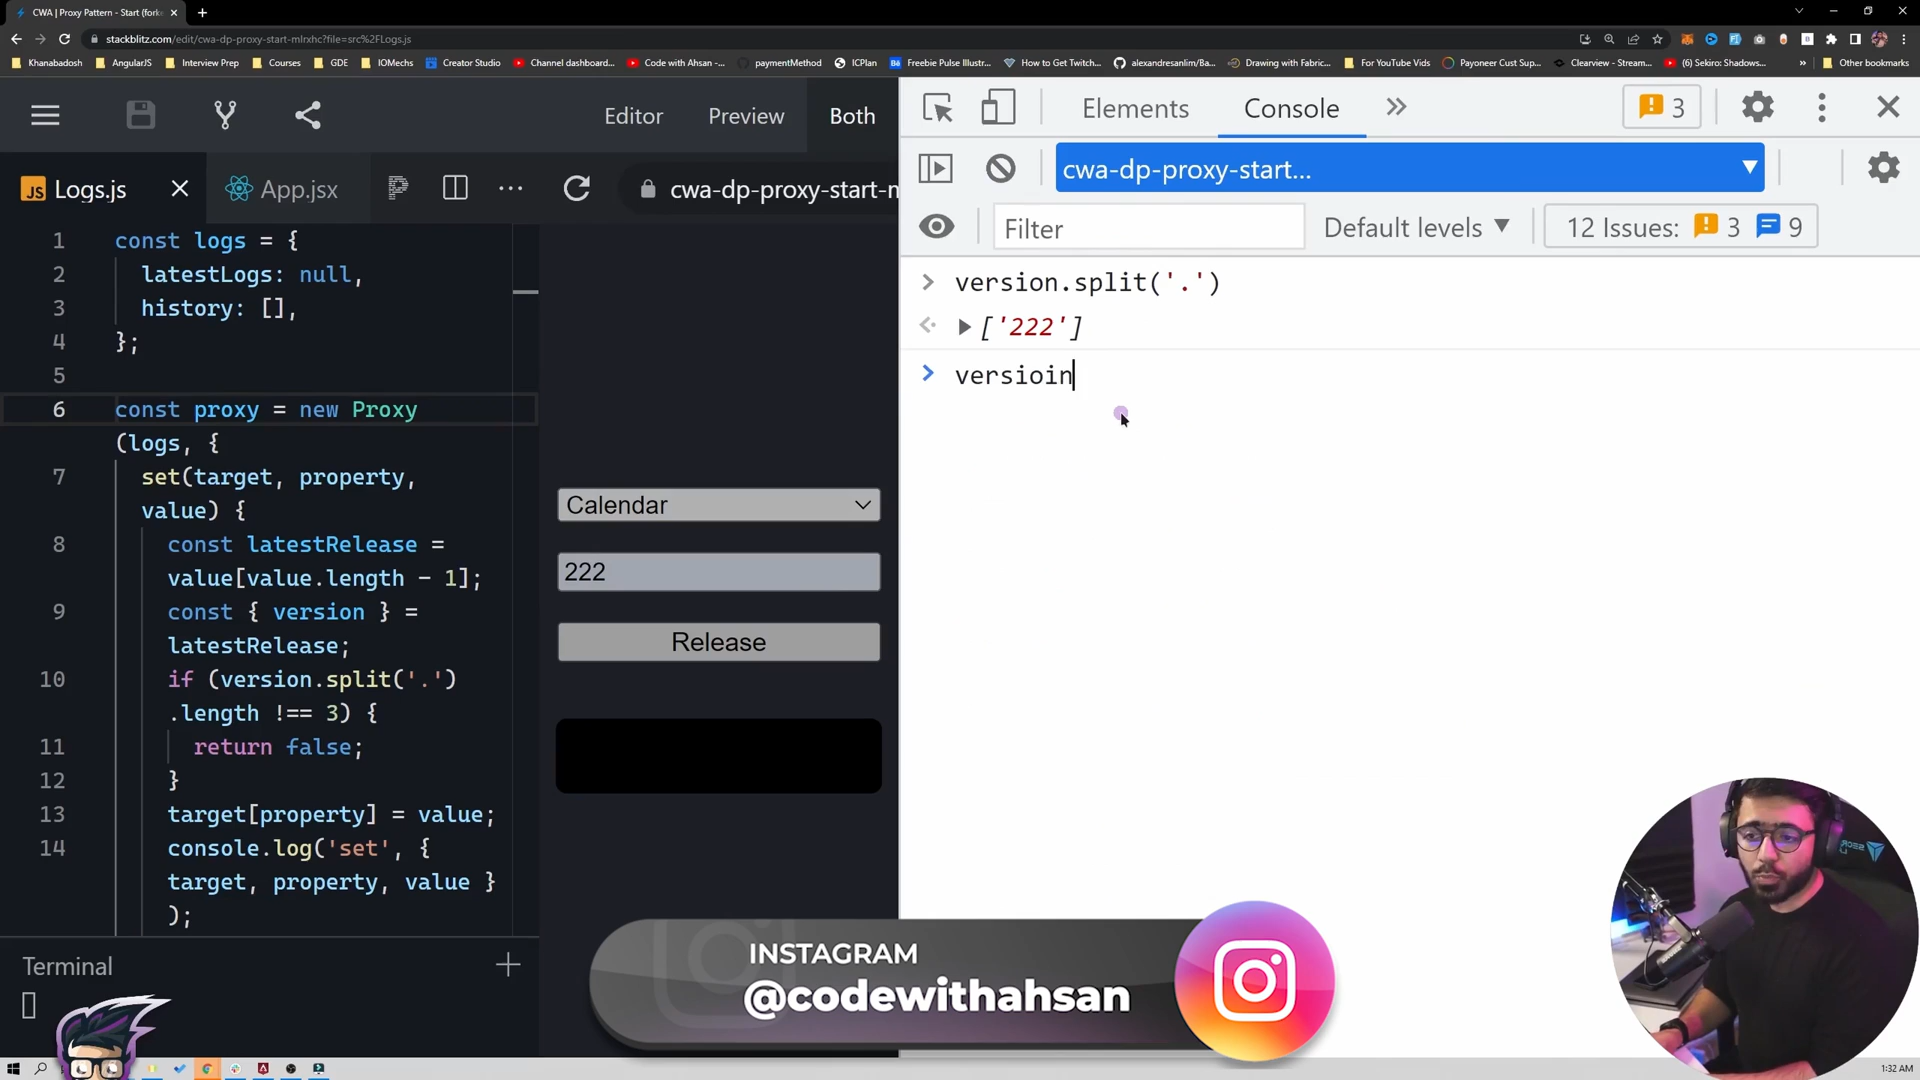 CWA | Proxy Pattern - Start (fork
stackblitz.com/edit/cwa-dp-proxy-start-mlrxhc?file=src%2FLogs.js
Khanabadosh
AngularJS
Interview Prep
Courses
GDE
IOMechs
Creator Studio
Channel dashboard...
Code with Ahsan -...
paymentMethod
ICPlan
Freebie Pulse Illustr...
How to Get Twitch...
alexandresanlim/Ba...
Drawing with Fabric...
For YouTube Vids
Payoneer Cust Sup...
Clearview - Stream...
(6) Sekiro: Shadows...
Other bookmarks
Editor
Preview
Both
JS Logs.js
App.jsx
cwa-dp-proxy-start-m
1 const logs = {
2 latestLogs: null,
3 history: [],
4 };
5
6 const proxy = new Proxy
(logs, {
7 set(target, property,
value) {
8 const latestRelease =
value[value.length - 1];
9 const { version } =
latestRelease;
10 if (version.split('.')
.length !== 3) {
11 return false;
12 }
13 target[property] = value;
14 console.log('set', {
target, property, value }
);
Terminal
Calendar
222
Release
Elements
Console
3
cwa-dp-proxy-start...
Filter
Default levels
12 Issues: 3 9
version.split('.')
['222']
versioin
INSTAGRAM
@codewithahsan
1:32 AM